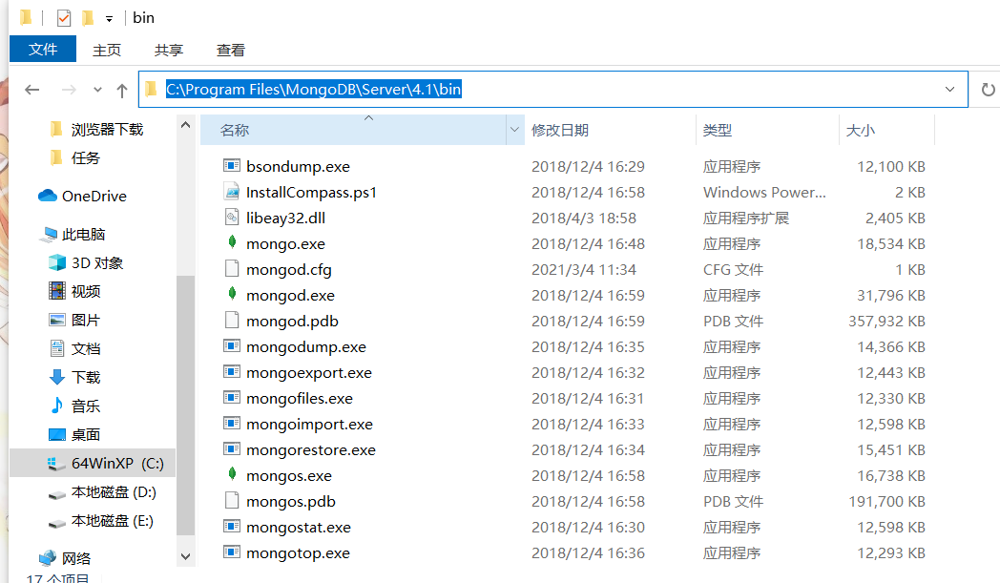 bin
文件 主页 共享 查看
C:\Program Files\MongoDB\Server\4.1\bin
浏览器下载
任务
OneDrive
此电脑
3D 对象
视频
图片
文档
下载
音乐
桌面
64WinXP (C:)
本地磁盘 (D:)
本地磁盘 (E:)
网络
名称 修改日期 类型 大小
bsondump.exe 2018/12/4 16:29 应用程序 12,100 KB
InstallCompass.ps1 2018/12/4 16:58 Windows Power... 2 KB
libeay32.dll 2018/4/3 18:58 应用程序扩展 2,405 KB
mongo.exe 2018/12/4 16:48 应用程序 18,534 KB
mongod.cfg 2021/3/4 11:34 CFG 文件 1 KB
mongod.exe 2018/12/4 16:59 应用程序 31,796 KB
mongod.pdb 2018/12/4 16:59 PDB 文件 357,932 KB
mongodump.exe 2018/12/4 16:35 应用程序 14,366 KB
mongoexport.exe 2018/12/4 16:32 应用程序 12,443 KB
mongofiles.exe 2018/12/4 16:31 应用程序 12,330 KB
mongoimport.exe 2018/12/4 16:33 应用程序 12,598 KB
mongorestore.exe 2018/12/4 16:34 应用程序 15,451 KB
mongos.exe 2018/12/4 16:58 应用程序 16,738 KB
mongos.pdb 2018/12/4 16:58 PDB 文件 191,700 KB
mongostat.exe 2018/12/4 16:30 应用程序 12,598 KB
mongotop.exe 2018/12/4 16:36 应用程序 12,293 KB
17 个项目